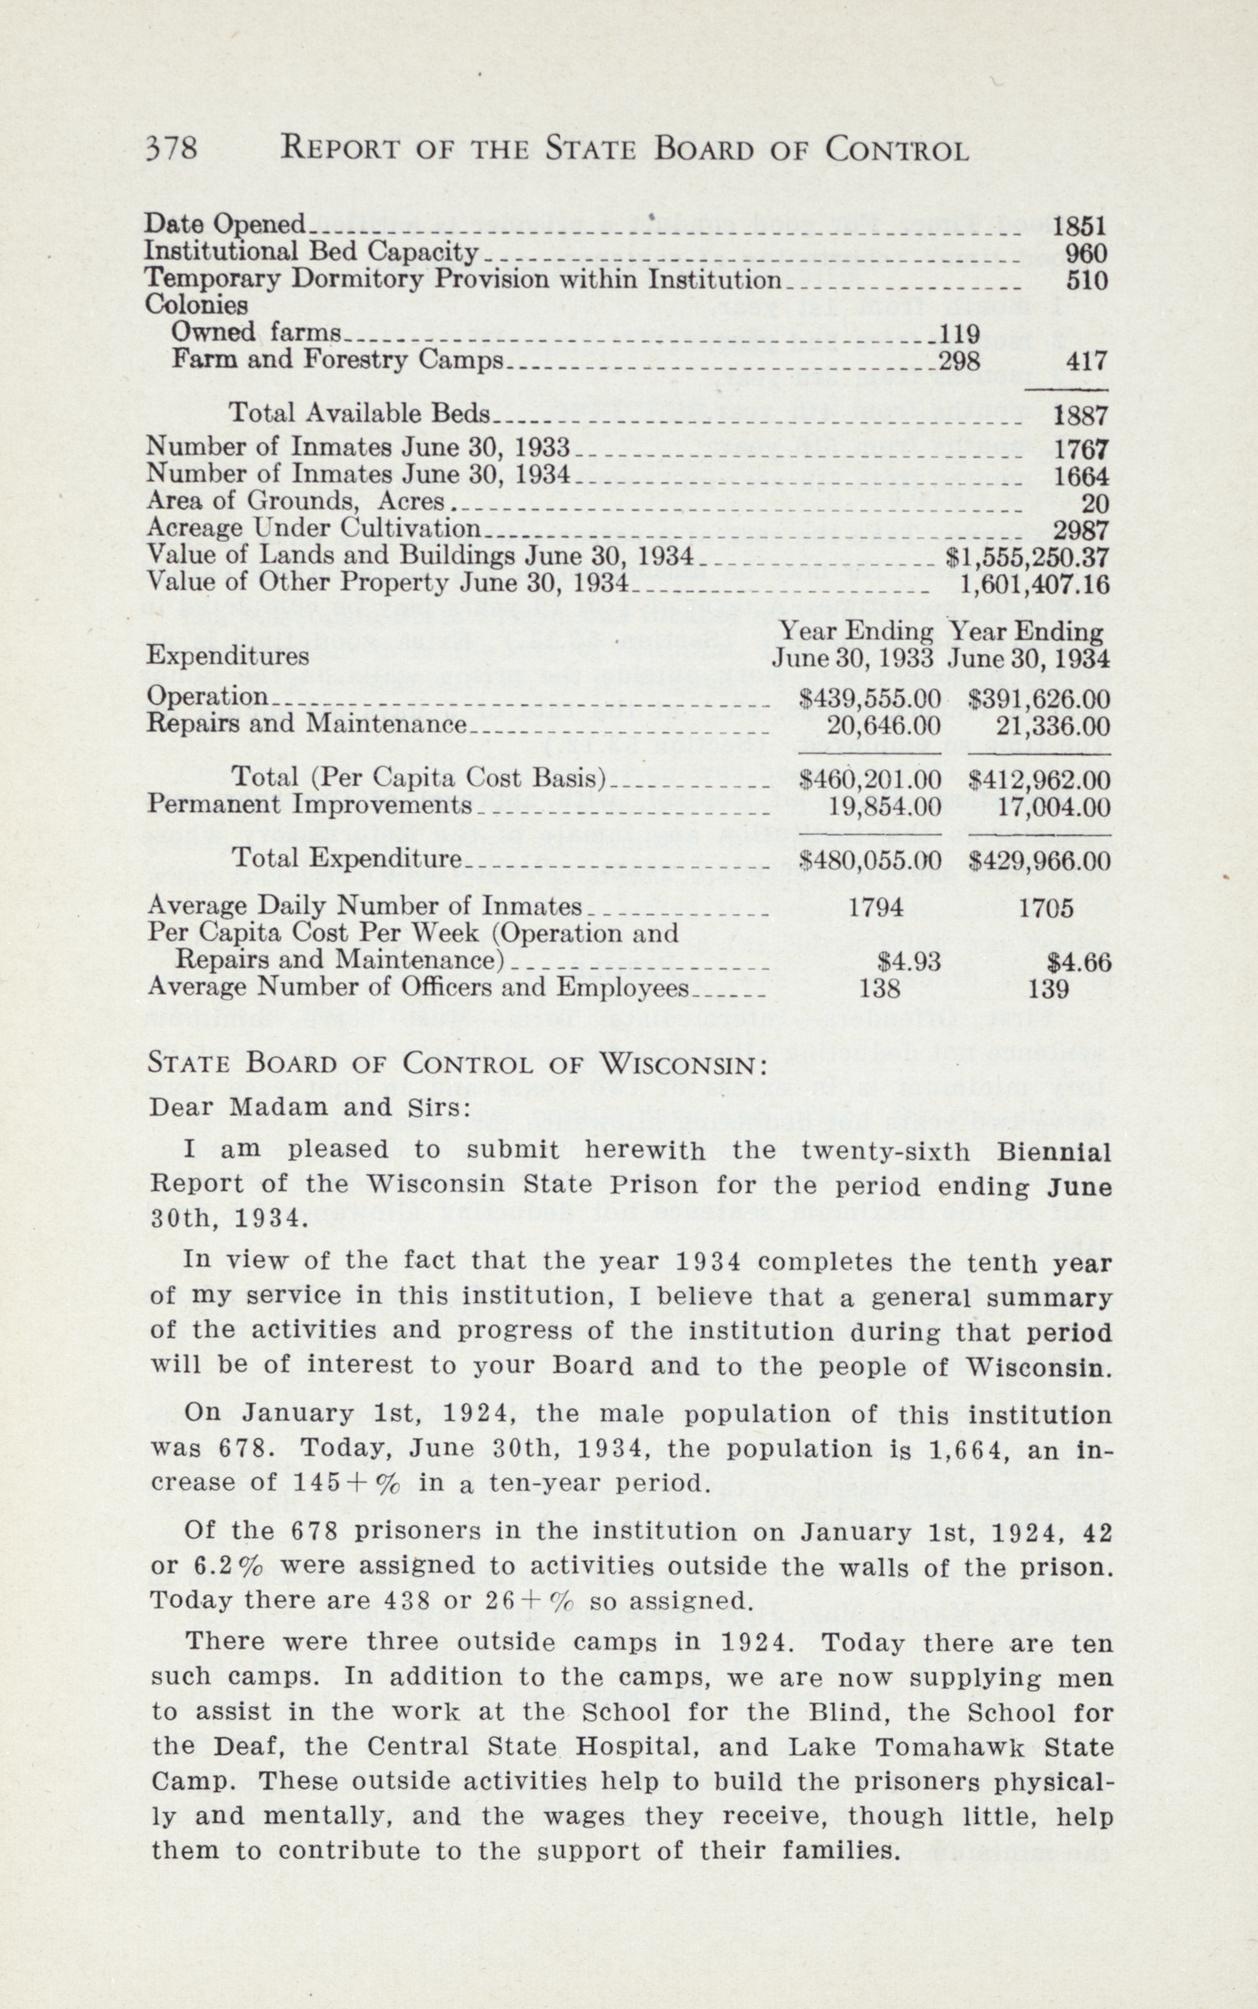 378 REPORT OF THE STATE BOARD OF CONTROL
Date Opened 1851
Institutional Bed Capacity 960
Temporary Dormitory Provision within Institution 510
Colonies
Owned farms 119
Farm and Forestry Camps 298 417
Total Available Beds 1887
Number of Inmates June 30, 1933 1767
Number of Inmates June 30, 1934 1664
Area of Grounds, Acres 20
Acreage Under Cultivation 2987
Value of Lands and Buildings June 30, 1934 $1,555,250.37
Value of Other Property June 30, 1934 1,601,407.16
Year Ending Year Ending
Expenditures June 30, 1933 June 30, 1934
Operation $439,555.00 $391,626.00
Repairs and Maintenance 20,646.00 21,336.00
Total (Per Capita Cost Basis) $460,201.00 $412,962.00
Permanent Improvements 19,854.00 17,004.00
Total Expenditure $480,055.00 $429,966.00
Average Daily Number of Inmates 1794 1705
Per Capita Cost Per Week (Operation and
Repairs and Maintenance) $4.93 $4.66
Average Number of Officers and Employees 138 139
STATE BOARD OF CONTROL OF WISCONSIN:
Dear Madam and Sirs:
I am pleased to submit herewith the twenty-sixth Biennial
Report of the Wisconsin State Prison for the period ending June
30th, 1934.
In view of the fact that the year 1934 completes the tenth year
of my service in this institution, I believe that a general summary
of the activities and progress of the institution during that period
will be of interest to your Board and to the people of Wisconsin.
On January 1st, 1924, the male population of this institution
was 678. Today, June 30th, 1934, the population is 1,664, an in-
crease of 145+% in a ten-year period.
Of the 678 prisoners in the institution on January 1st, 1924, 42
or 6.2% were assigned to activities outside the walls of the prison.
Today there are 438 or 26+% so assigned.
There were three outside camps in 1924. Today there are ten
such camps. In addition to the camps, we are now supplying men
to assist in the work at the School for the Blind, the School for
the Deaf, the Central State Hospital, and Lake Tomahawk State
Camp. These outside activities help to build the prisoners physical-
ly and mentally, and the wages they receive, though little, help
them to contribute to the support of their families.